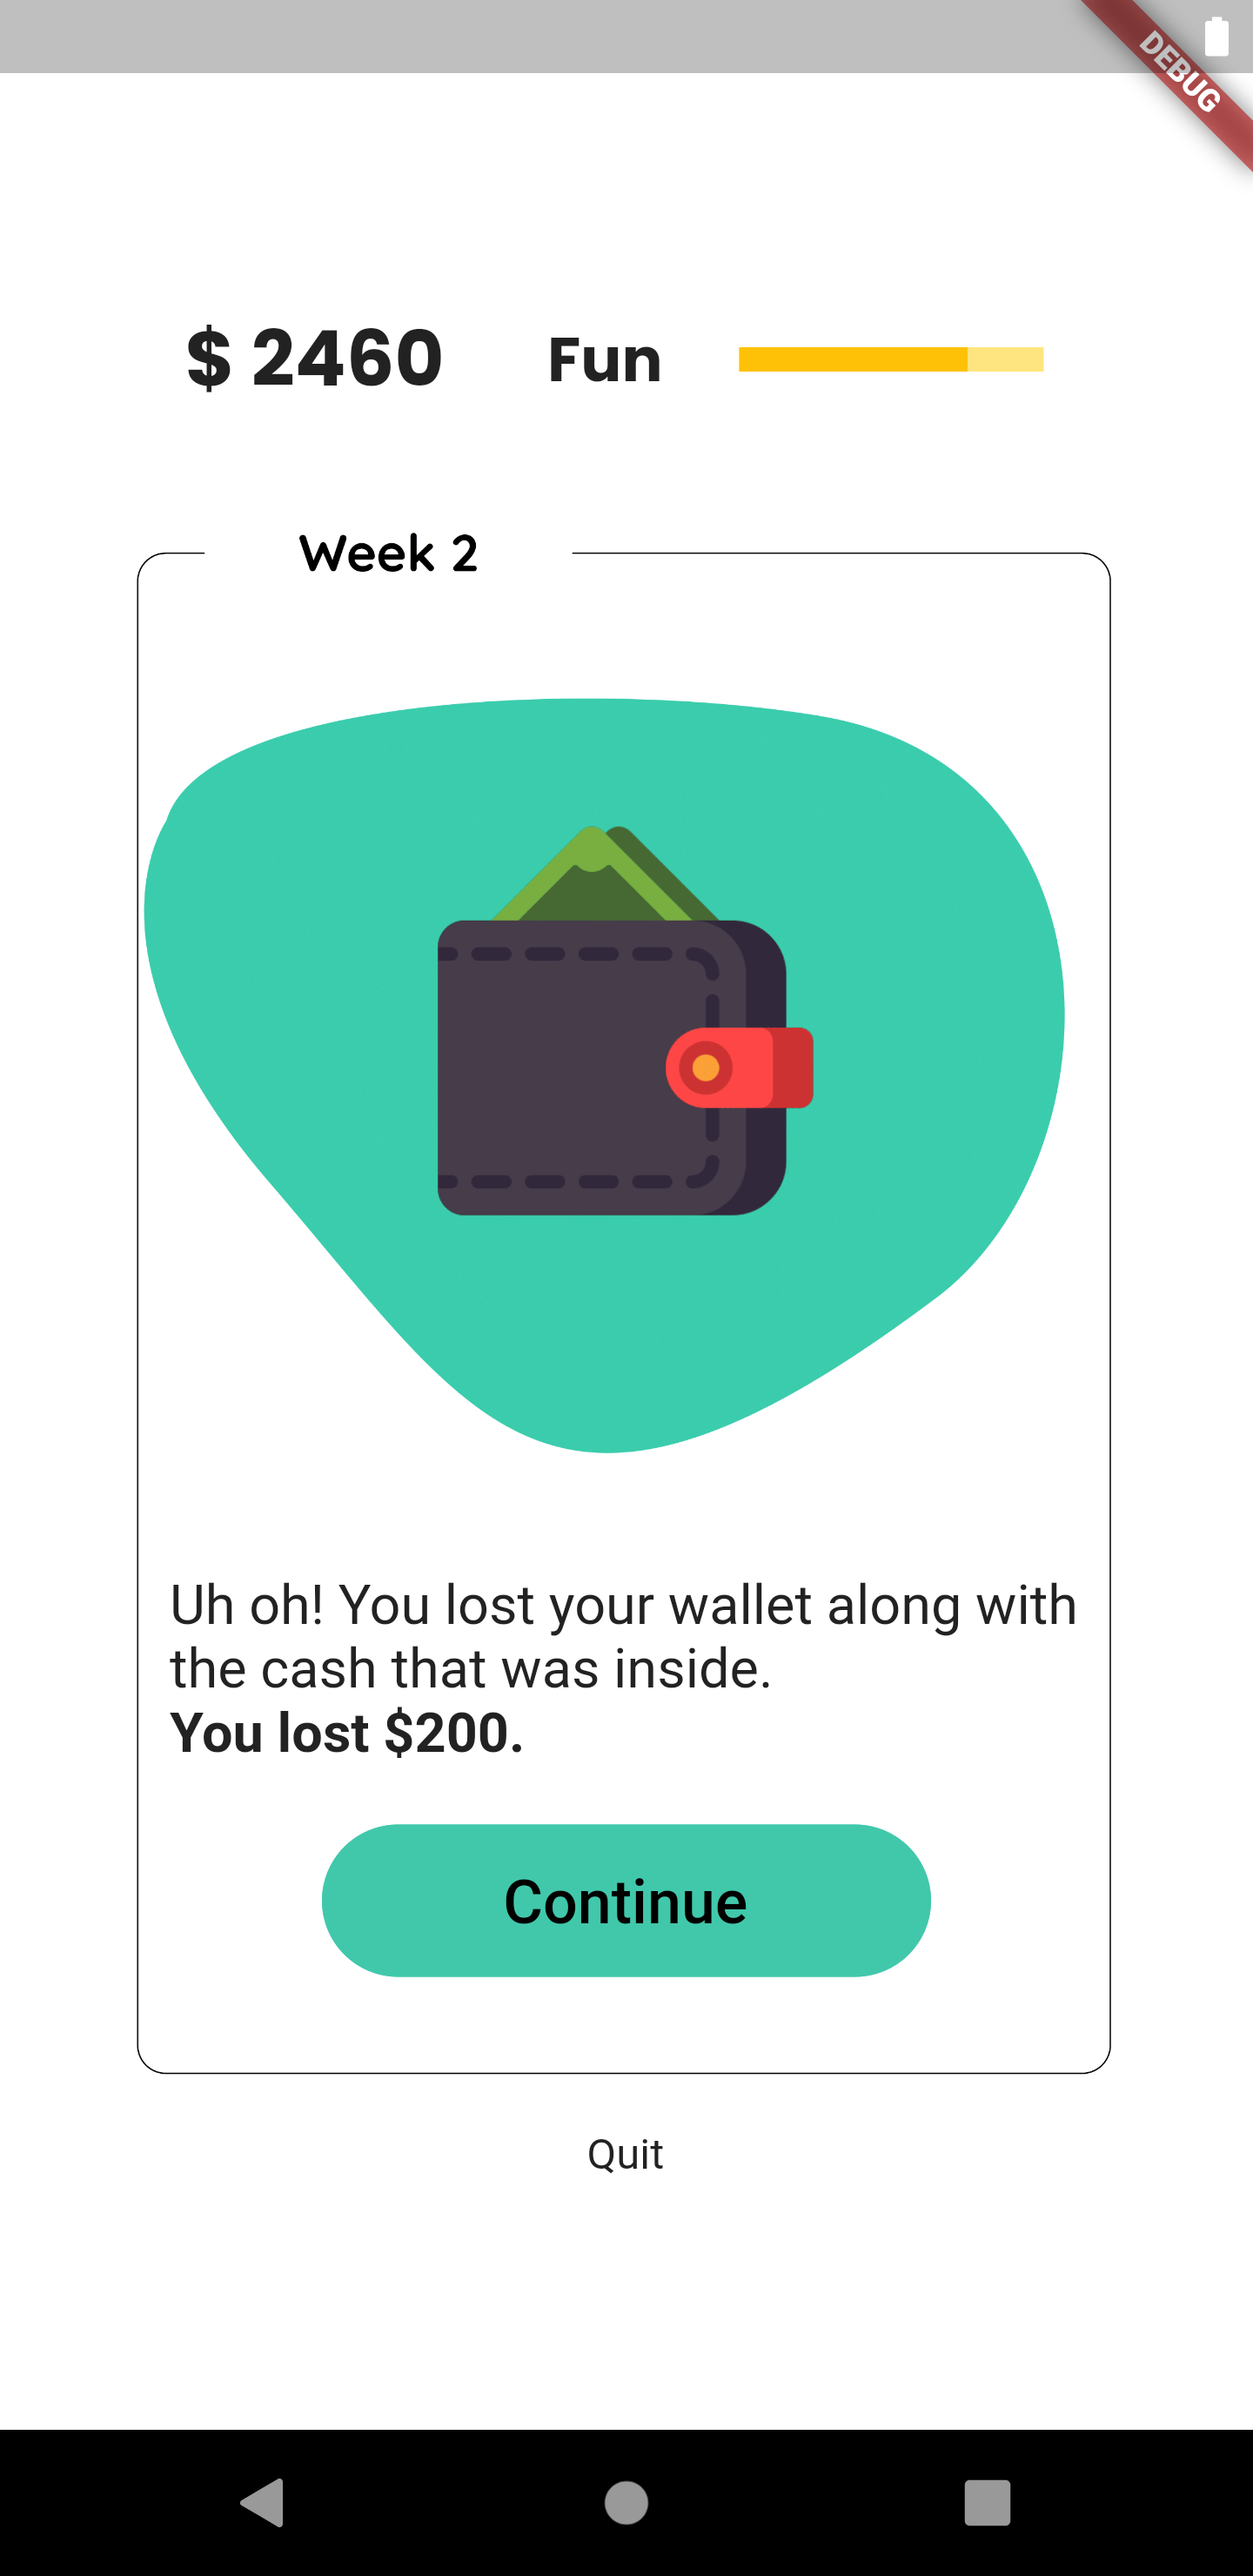 DEBUG
$ 2460
Fun
Week 2
Uh oh! You lost your wallet along with
the cash that was inside.
You lost $200.
Continue
Quit